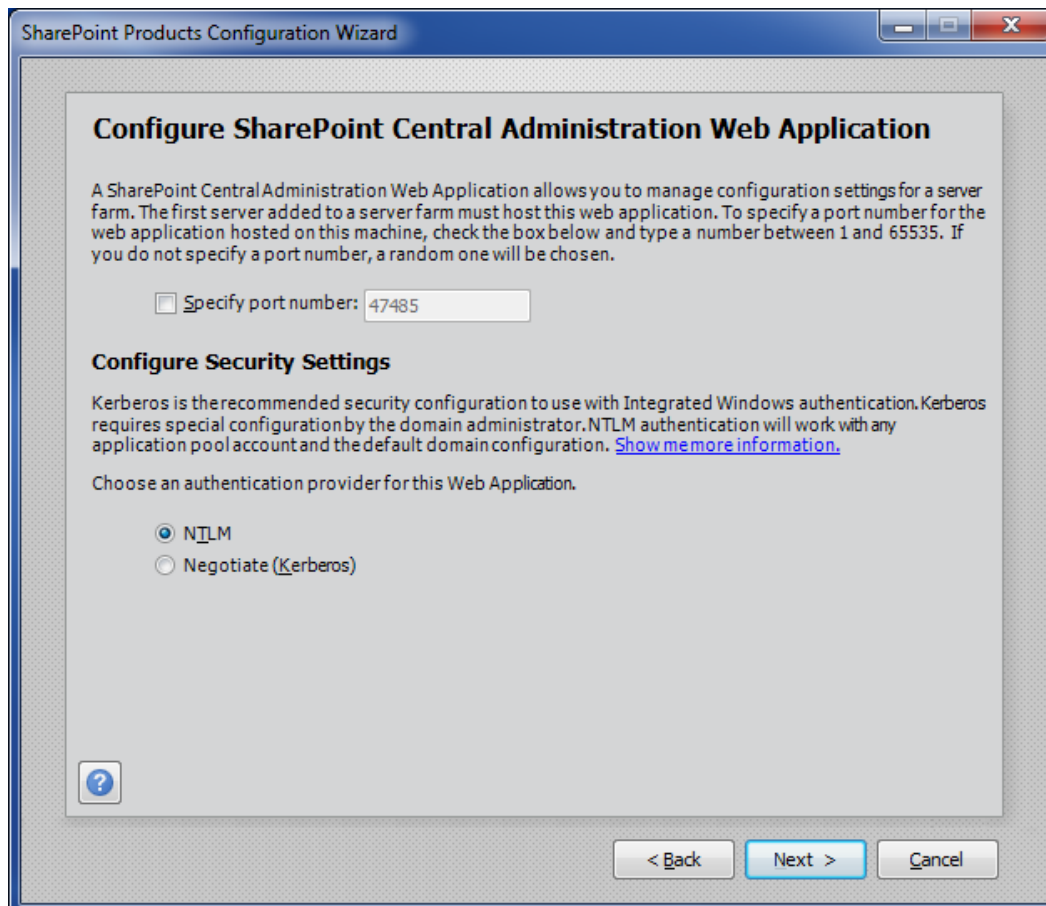 SharePoint Products Configuration Wizard
Configure SharePoint Central Administration Web Application
A SharePoint Central Administration Web Application allows you to manage configuration settings for a server
farm. The first server added to a server farm must host this web application. To specify a port number for the
web application hosted on this machine, check the box below and type a number between 1 and 65535. If
you do not specify a port number, a random one will be chosen.
Specify port number: 47485
Configure Security Settings
Kerberos is the recommended security configuration to use with Integrated Windows authentication. Kerberos
requires special configuration by the domain administrator. NTLM authentication will work with any
application pool account and the default domain configuration. Show me more information.
Choose an authentication provider for this Web Application.
NTLM
Negotiate (Kerberos)
?
< Back Next > Cancel